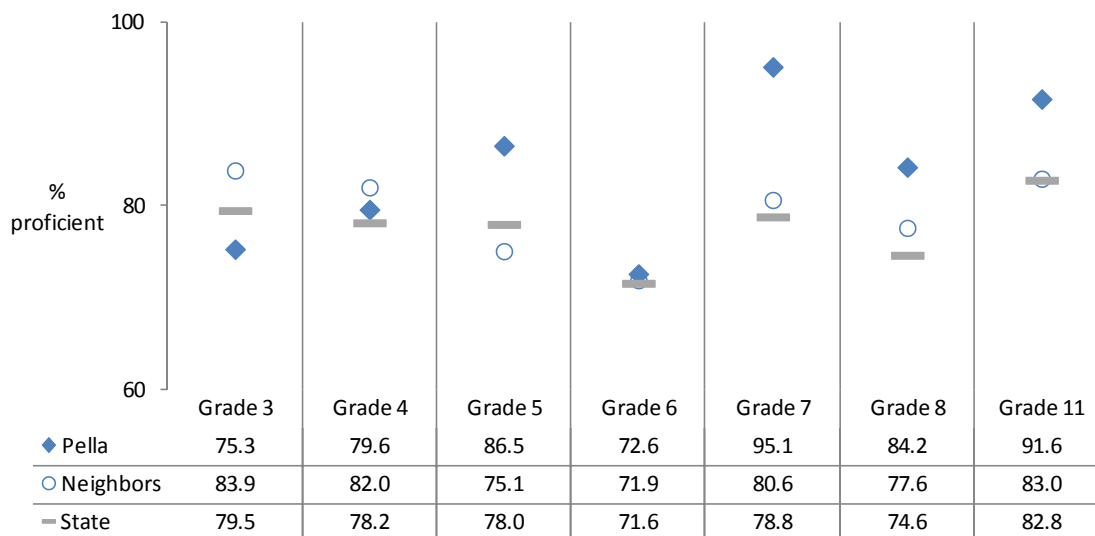 100
80
%
proficient
60
Grade 3 Grade 4 Grade 5 Grade 6 Grade 7 Grade 8 Grade 11
Pella 75.3 79.6 86.5 72.6 95.1 84.2 91.6
Neighbors 83.9 82.0 75.1 71.9 80.6 77.6 83.0
State 79.5 78.2 78.0 71.6 78.8 74.6 82.8